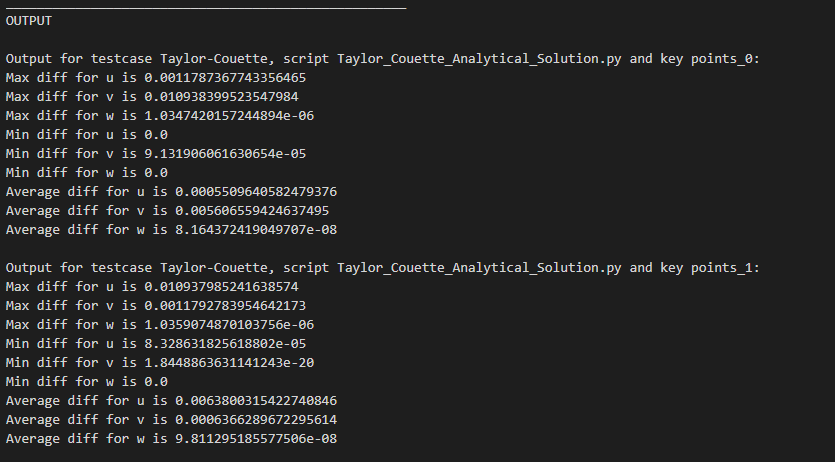 OUTPUT
Output for testcase Taylor-Couette, script Taylor_Couette_Analytical_Solution.py and key points_0:
Max diff for u is 0.0011787367743356465
Max diff for v is 0.010938399523547984
Max diff for w is 1.0347420157244894e-06
Min diff for u is 0.0
Min diff for v is 9.131906061630654e-05
Min diff for w is 0.0
Average diff for u is 0.0005509640582479376
Average diff for v is 0.005606559424637495
Average diff for w is 8.164372419049707e-08
Output for testcase Taylor-Couette, script Taylor_Couette_Analytical_Solution.py and key points_1:
Max diff for u is 0.010937985241638574
Max diff for v is 0.0011792783954642173
Max diff for w is 1.0359074870103756e-06
Min diff for u is 8.328631825618802e-05
Min diff for v is 1.8448863631141243e-20
Min diff for w is 0.0
Average diff for u is 0.0063800315422740846
Average diff for v is 0.0006366289672295614
Average diff for w is 9.811295185577506e-08